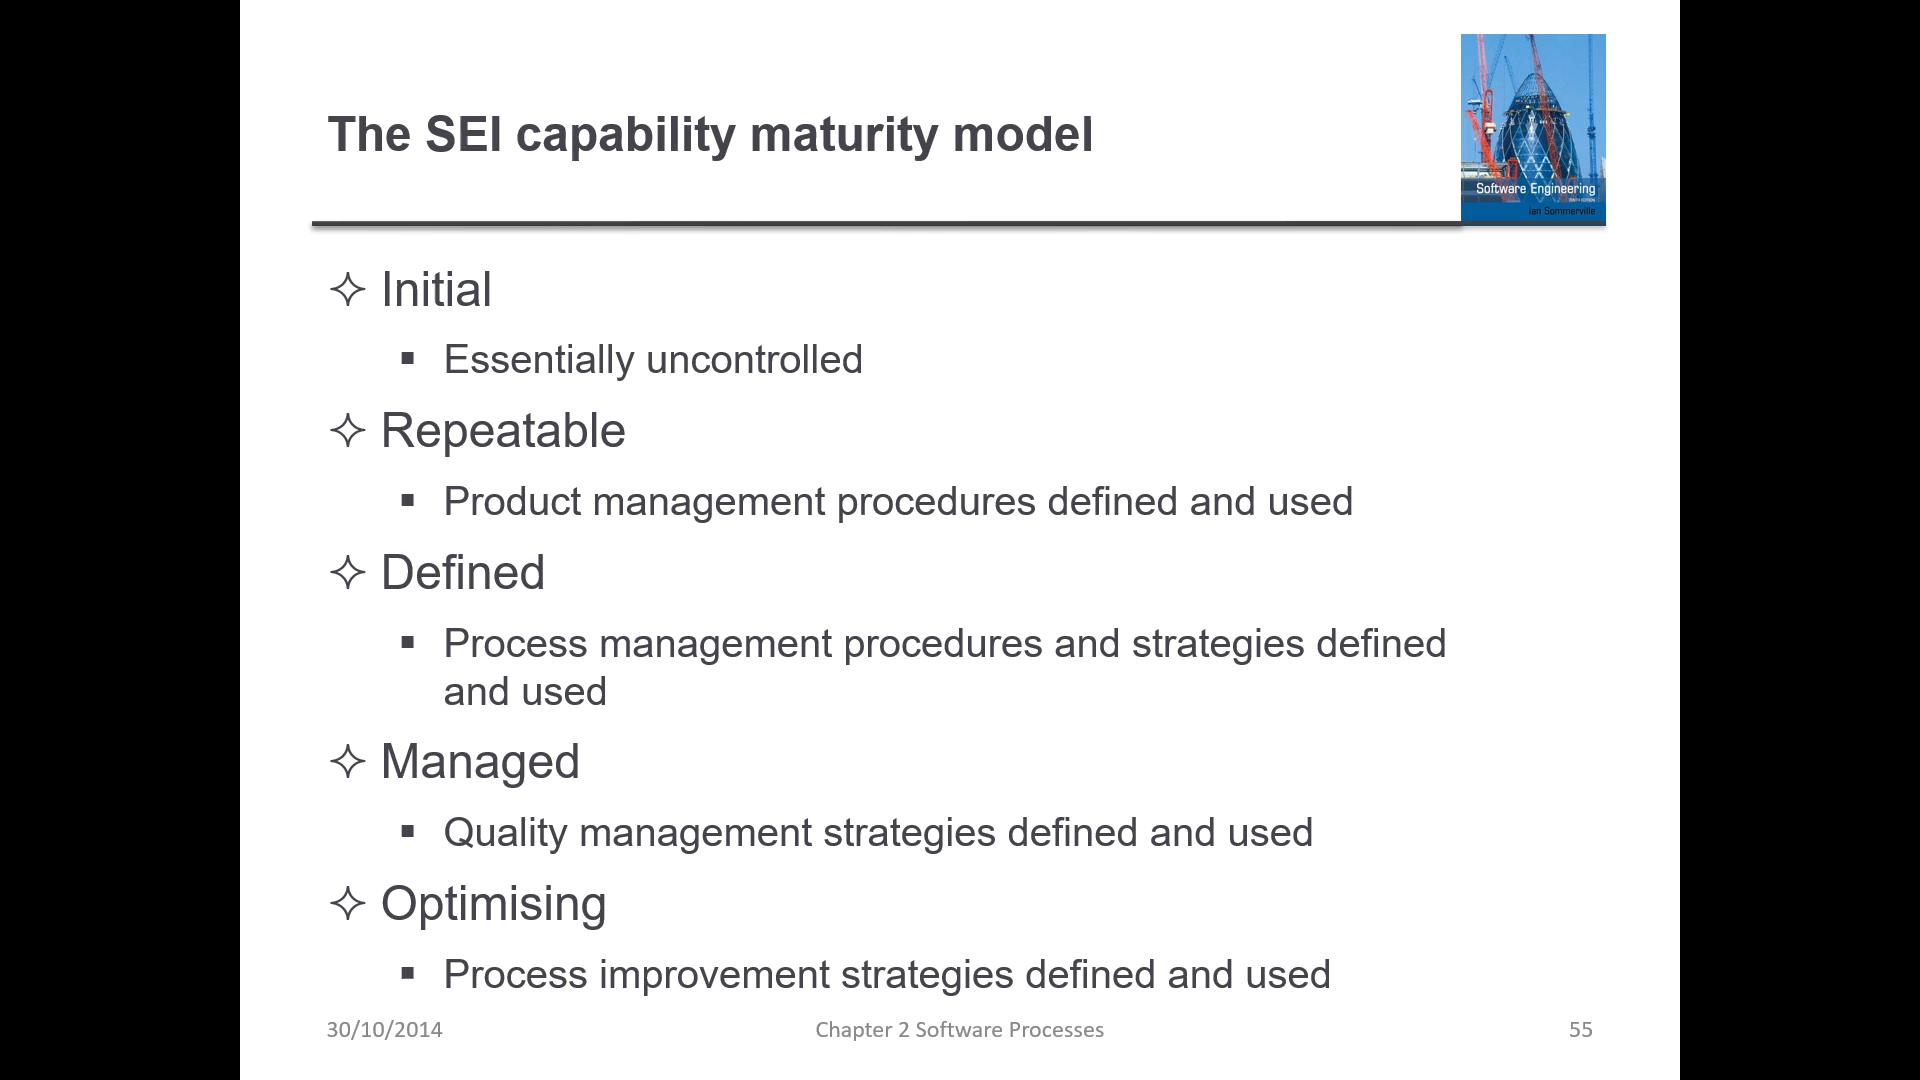 The SEI capability maturity model
Software Engineering
Ian Sommerville
✧ Initial
▪ Essentially uncontrolled
✧ Repeatable
▪ Product management procedures defined and used
✧ Defined
▪ Process management procedures and strategies defined
and used
✧ Managed
▪ Quality management strategies defined and used
✧ Optimising
▪ Process improvement strategies defined and used
30/10/2014
Chapter 2 Software Processes
55